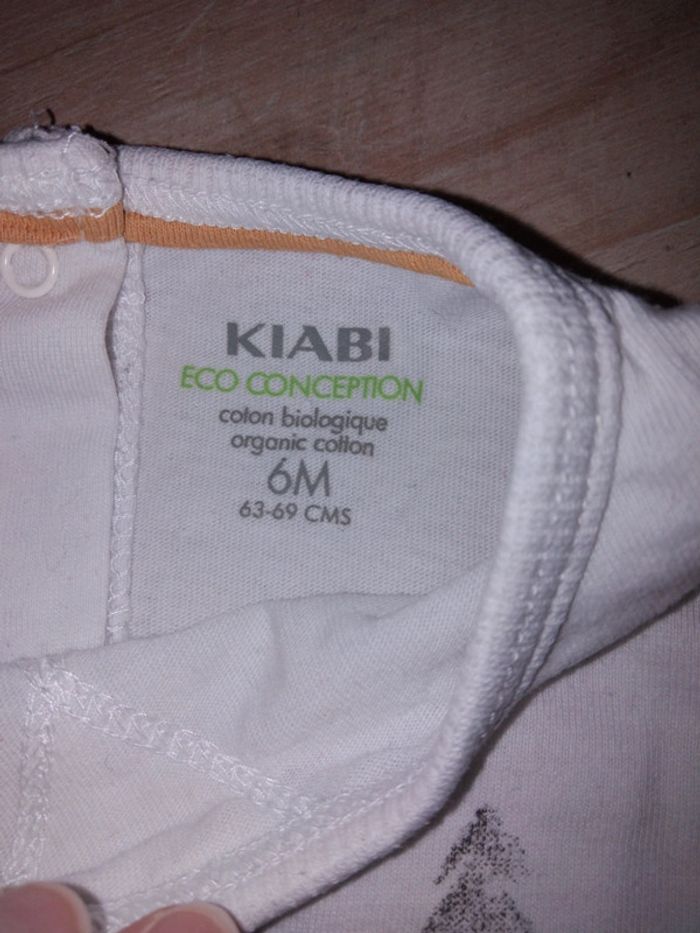 KIABI
ECO CONCEPTION
coton biologique
organic cotton
6M
63-69 CMS